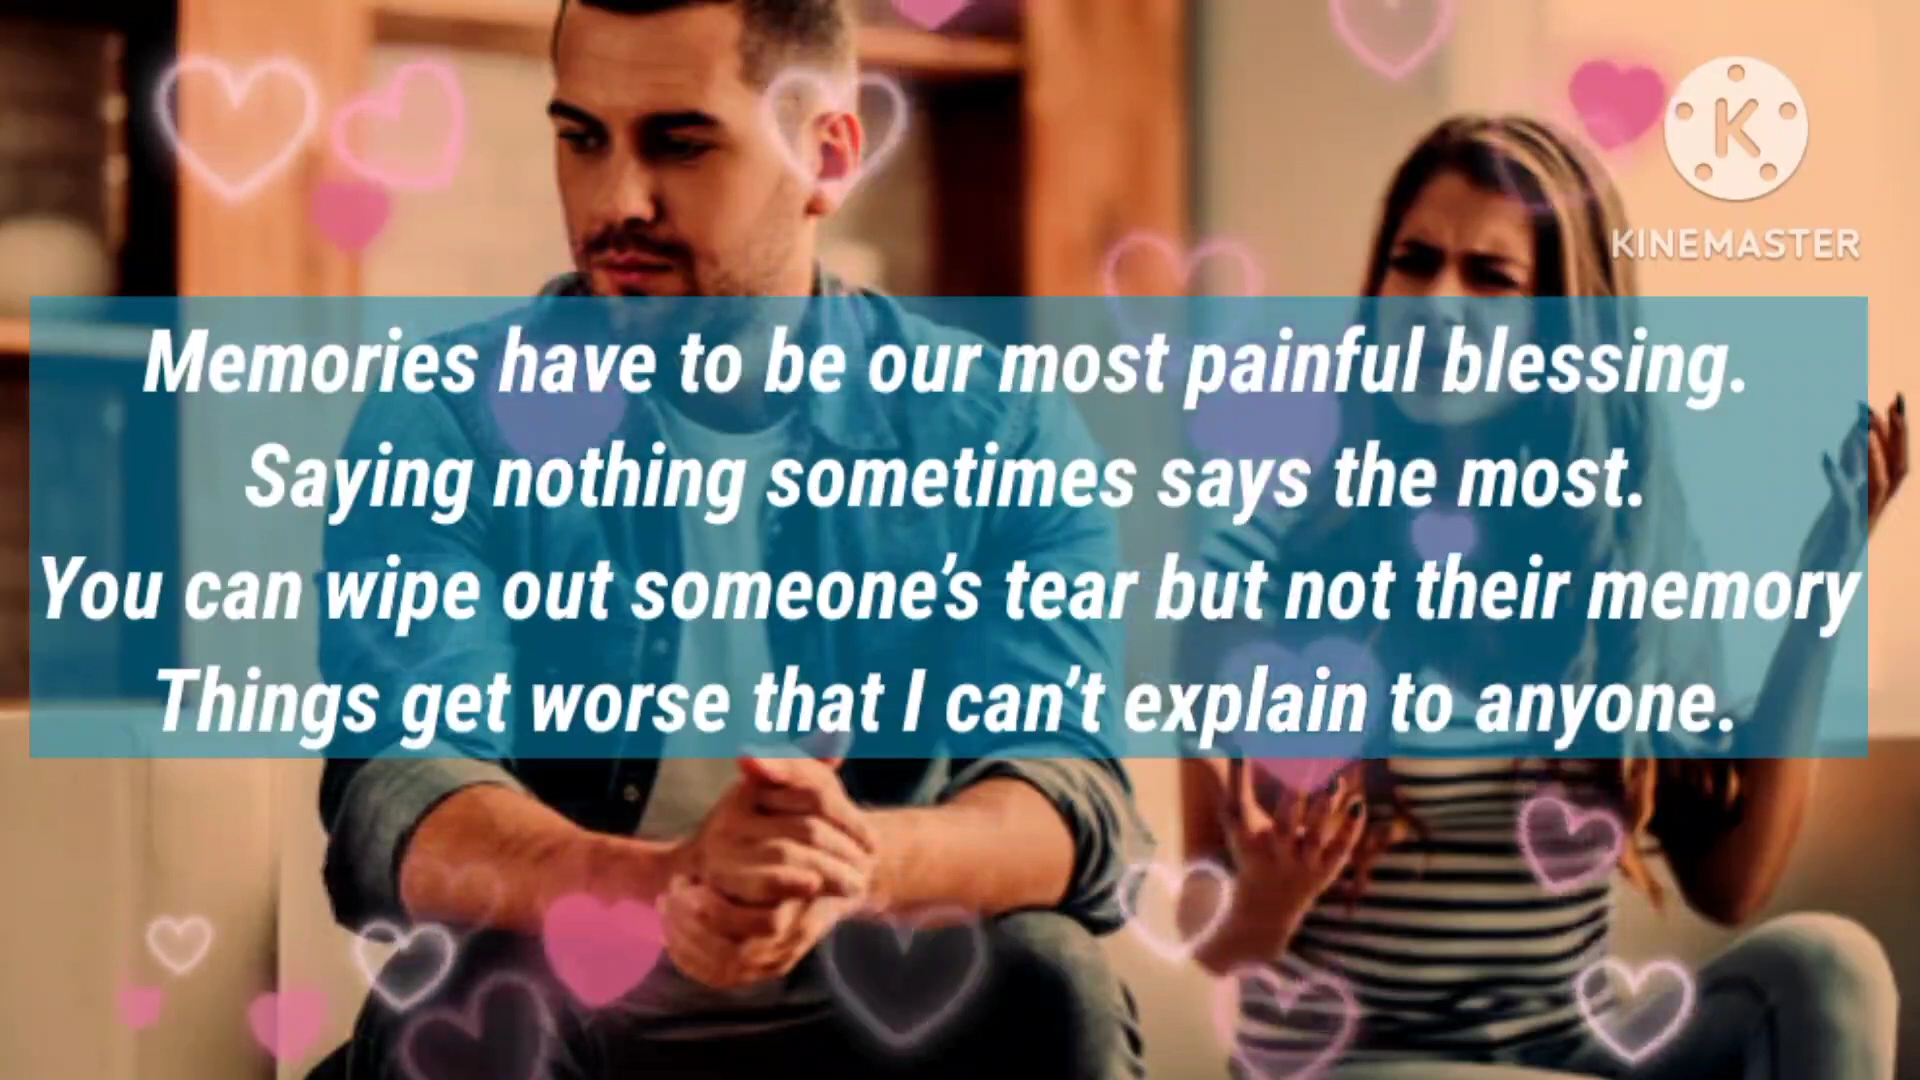 K
KINEMASTER
Memories have to be our most painful blessing.
Saying nothing sometimes says the most.
You can wipe out someone’s tear but not their memory
Things get worse that I can’t explain to anyone.